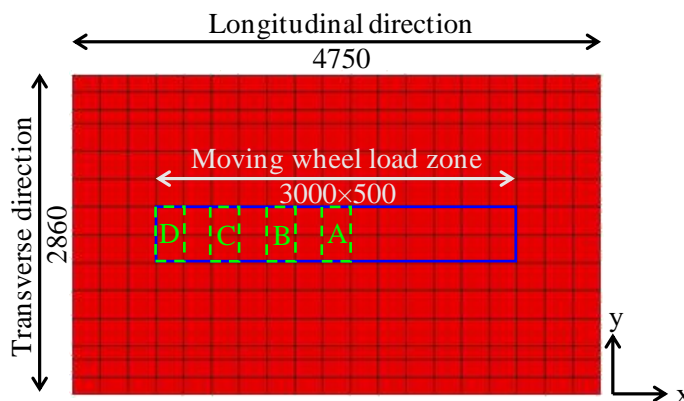 Longitudinal direction
4750
Transverse direction
2860
Moving wheel load zone
3000×500
D C B A
y
x